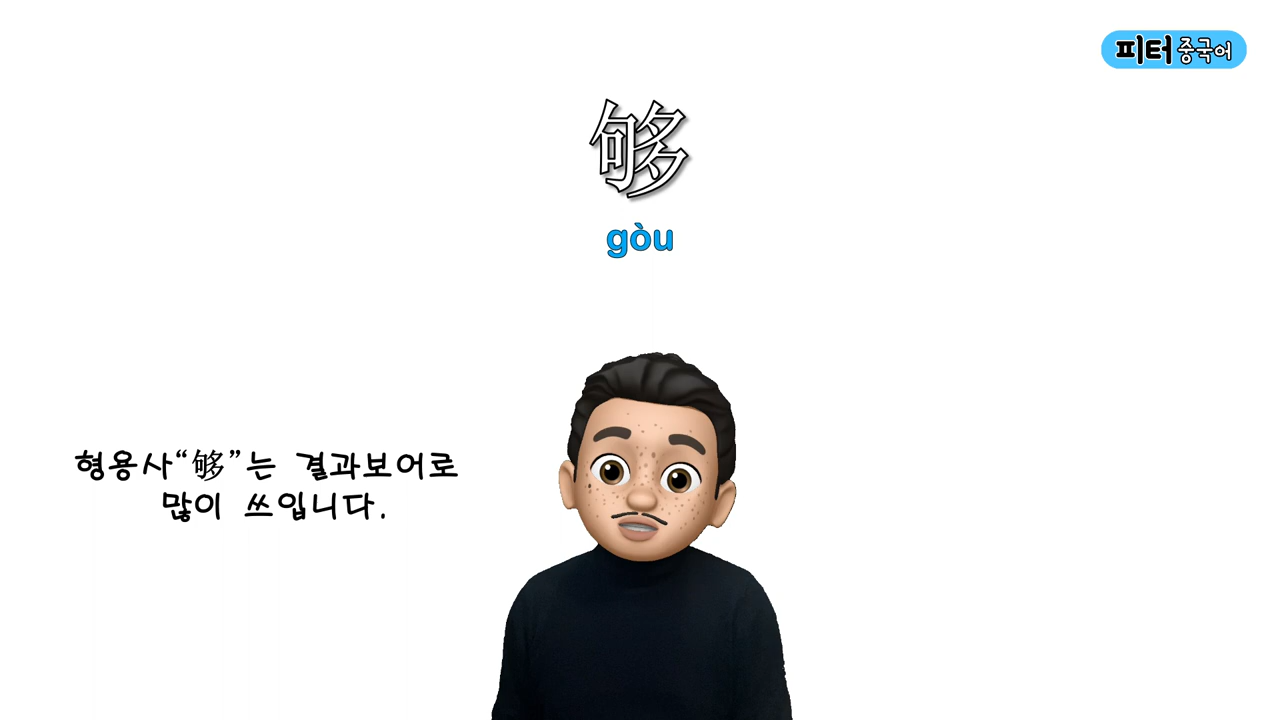 피터 중국어
够
gòu
형용사“够”는 결과보어로
많이 쓰입니다.